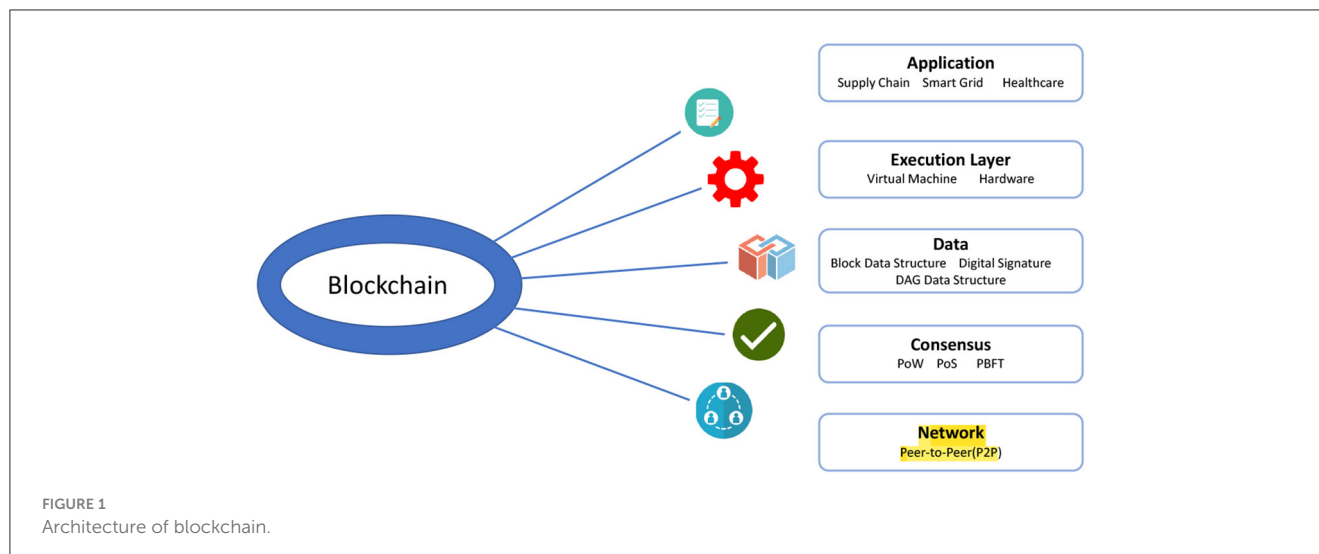 Application
Supply Chain Smart Grid Healthcare
Execution Layer
Virtual Machine Hardware
Blockchain
Data
Block Data Structure Digital Signature
DAG Data Structure
Consensus
PoW PoS PBFT
Network
Peer-to-Peer(P2P)
FIGURE 1
Architecture of blockchain.